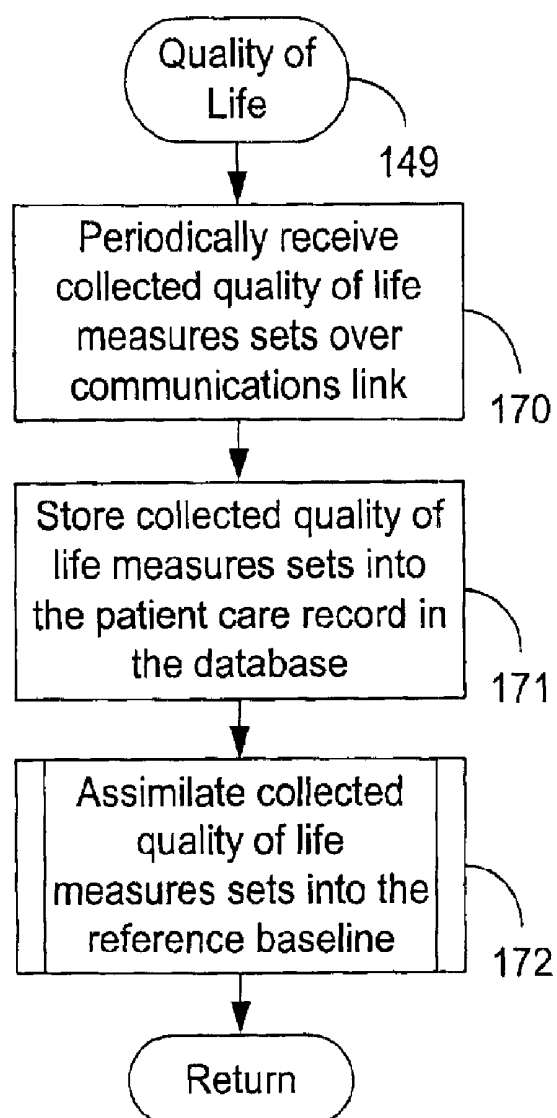 Quality of
Life
149
Periodically receive
collected quality of life
measures sets over
communications link
170
Store collected quality of
life measures sets into
the patient care record in
the database
171
Assimilate collected
quality of life
measures sets into the
reference baseline
172
Return